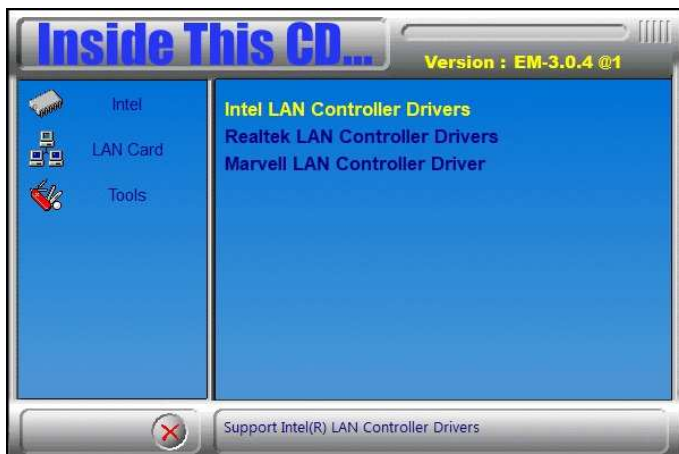 Inside This CD...
Version : EM-3.0.4 @1
Intel
LAN Card
Tools
Intel LAN Controller Drivers
Realtek LAN Controller Drivers
Marvell LAN Controller Driver
Support Intel(R) LAN Controller Drivers